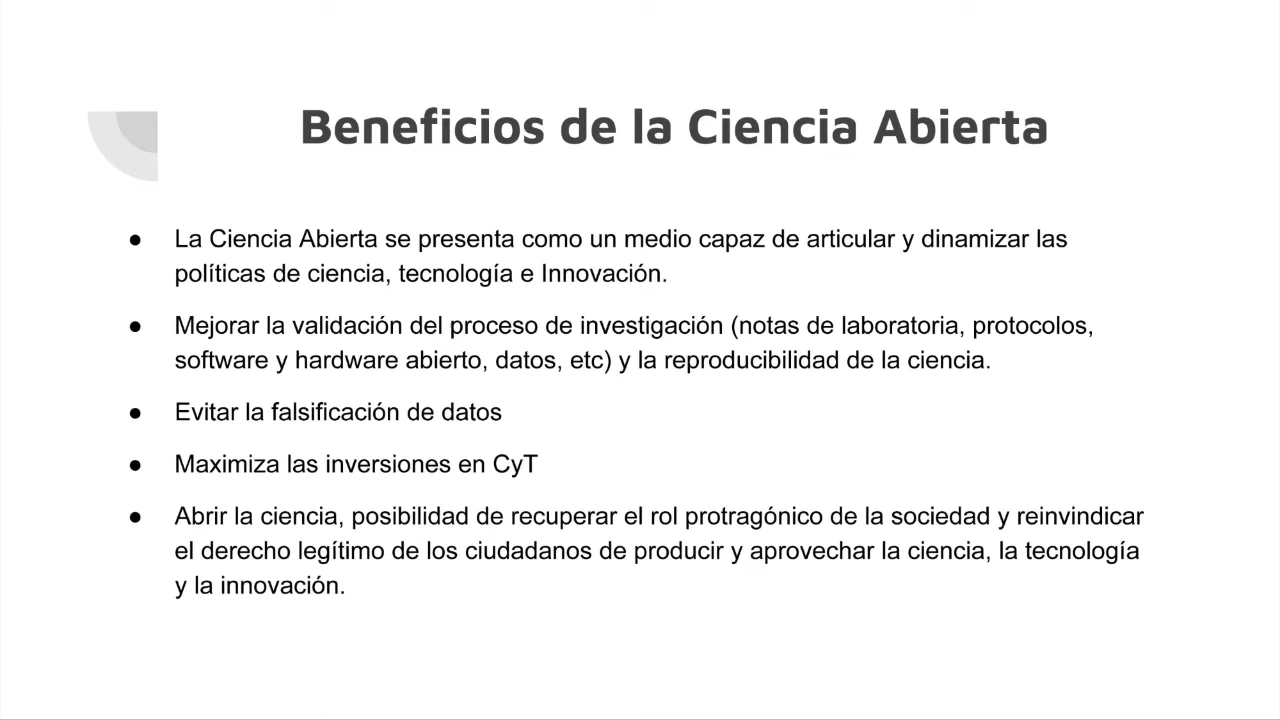 Beneficios de la Ciencia Abierta
● La Ciencia Abierta se presenta como un medio capaz de articular y dinamizar las
políticas de ciencia, tecnología e Innovación.
● Mejorar la validación del proceso de investigación (notas de laboratoria, protocolos,
software y hardware abierto, datos, etc) y la reproducibilidad de la ciencia.
● Evitar la falsificación de datos
● Maximiza las inversiones en CyT
● Abrir la ciencia, posibilidad de recuperar el rol protragónico de la sociedad y reinvindicar
el derecho legítimo de los ciudadanos de producir y aprovechar la ciencia, la tecnología
y la innovación.